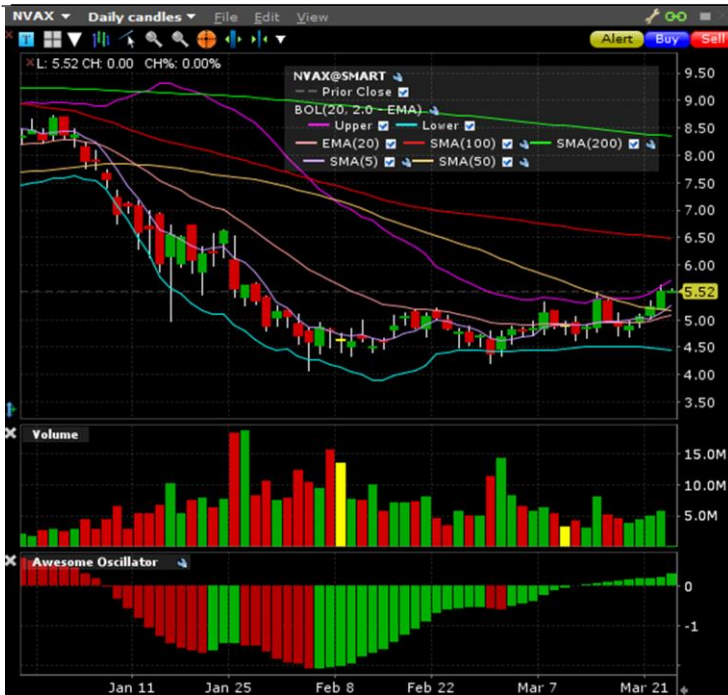 NVAX Daily candles File Edit View
T Alert Buy Sell
L: 5.52 CH: 0.00 CH%: 0.00%
NVAX@SMART
Prior Close
BOL(20, 2.0 - EMA)
Upper Lower
EMA(20) SMA(100) SMA(200)
SMA(5) SMA(50)
9.50
9.00
8.50
8.00
7.50
7.00
6.50
6.00
5.52
5.00
4.50
4.00
3.50
Volume
15.0M
10.0M
5.0M
Awesome Oscillator
0
-1
Jan 11 Jan 25 Feb 8 Feb 22 Mar 7 Mar 21